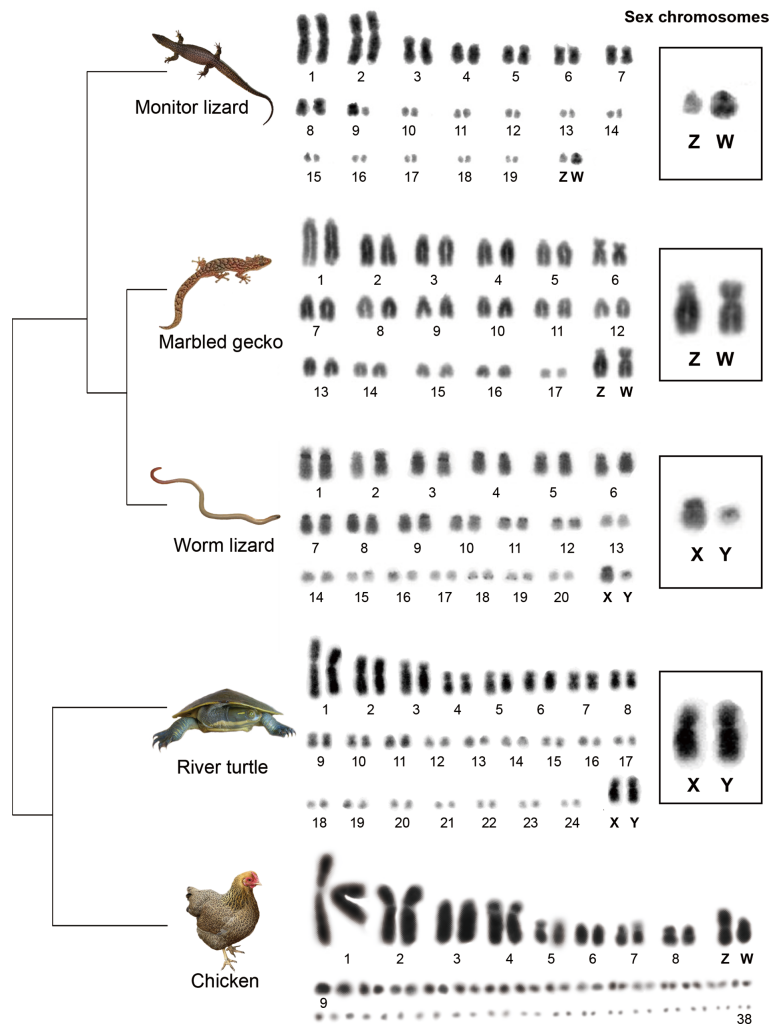 Sex chromosomes
1 2 3 4 5 6 7
Monitor lizard
8 9 10 11 12 13 14
Z W
15 16 17 18 19 Z W
1 2 3 4 5 6
Marbled gecko
7 8 9 10 11 12
Z W
13 14 15 16 17 Z W
1 2 3 4 5 6
Worm lizard
7 8 9 10 11 12 13
X Y
14 15 16 17 18 19 20 X Y
1 2 3 4 5 6 7 8
River turtle
9 10 11 12 13 14 15 16 17
X Y
18 19 20 21 22 23 24 X Y
1 2 3 4 5 6 7 8 Z W
Chicken
9
38